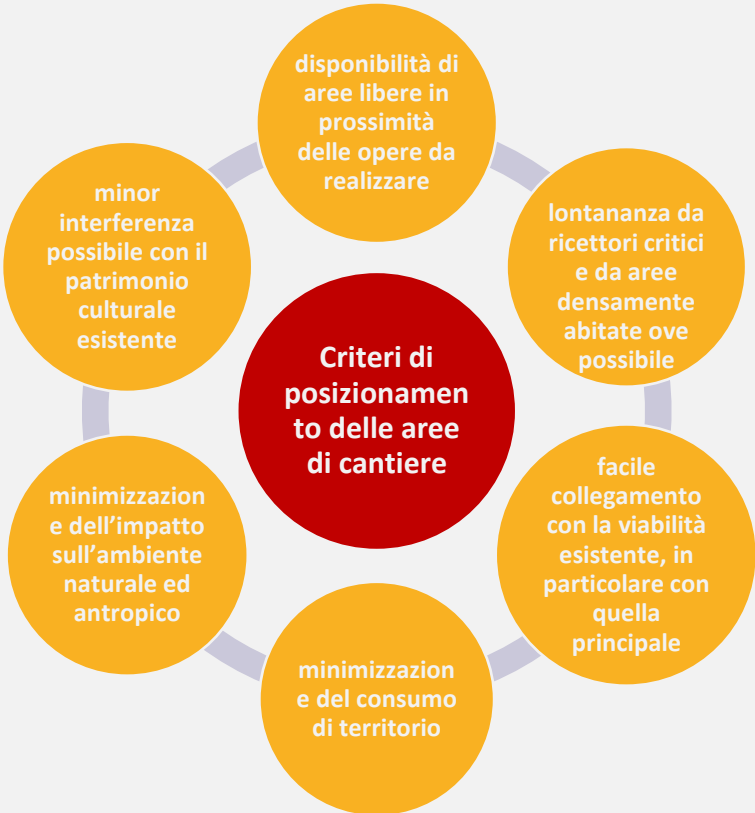 disponibilità di
aree libere in
prossimità
delle opere da
realizzare
lontananza da
ricettori critici
e da aree
densamente
abitate ove
possibile
facile
collegamento
con la viabilità
esistente, in
particolare con
quella
principale
minimizzazion
e del consumo
di territorio
minimizzazion
e dell’impatto
sull’ambiente
naturale ed
antropico
minor
interferenza
possibile con il
patrimonio
culturale
esistente
Criteri di
posizionamen
to delle aree
di cantiere